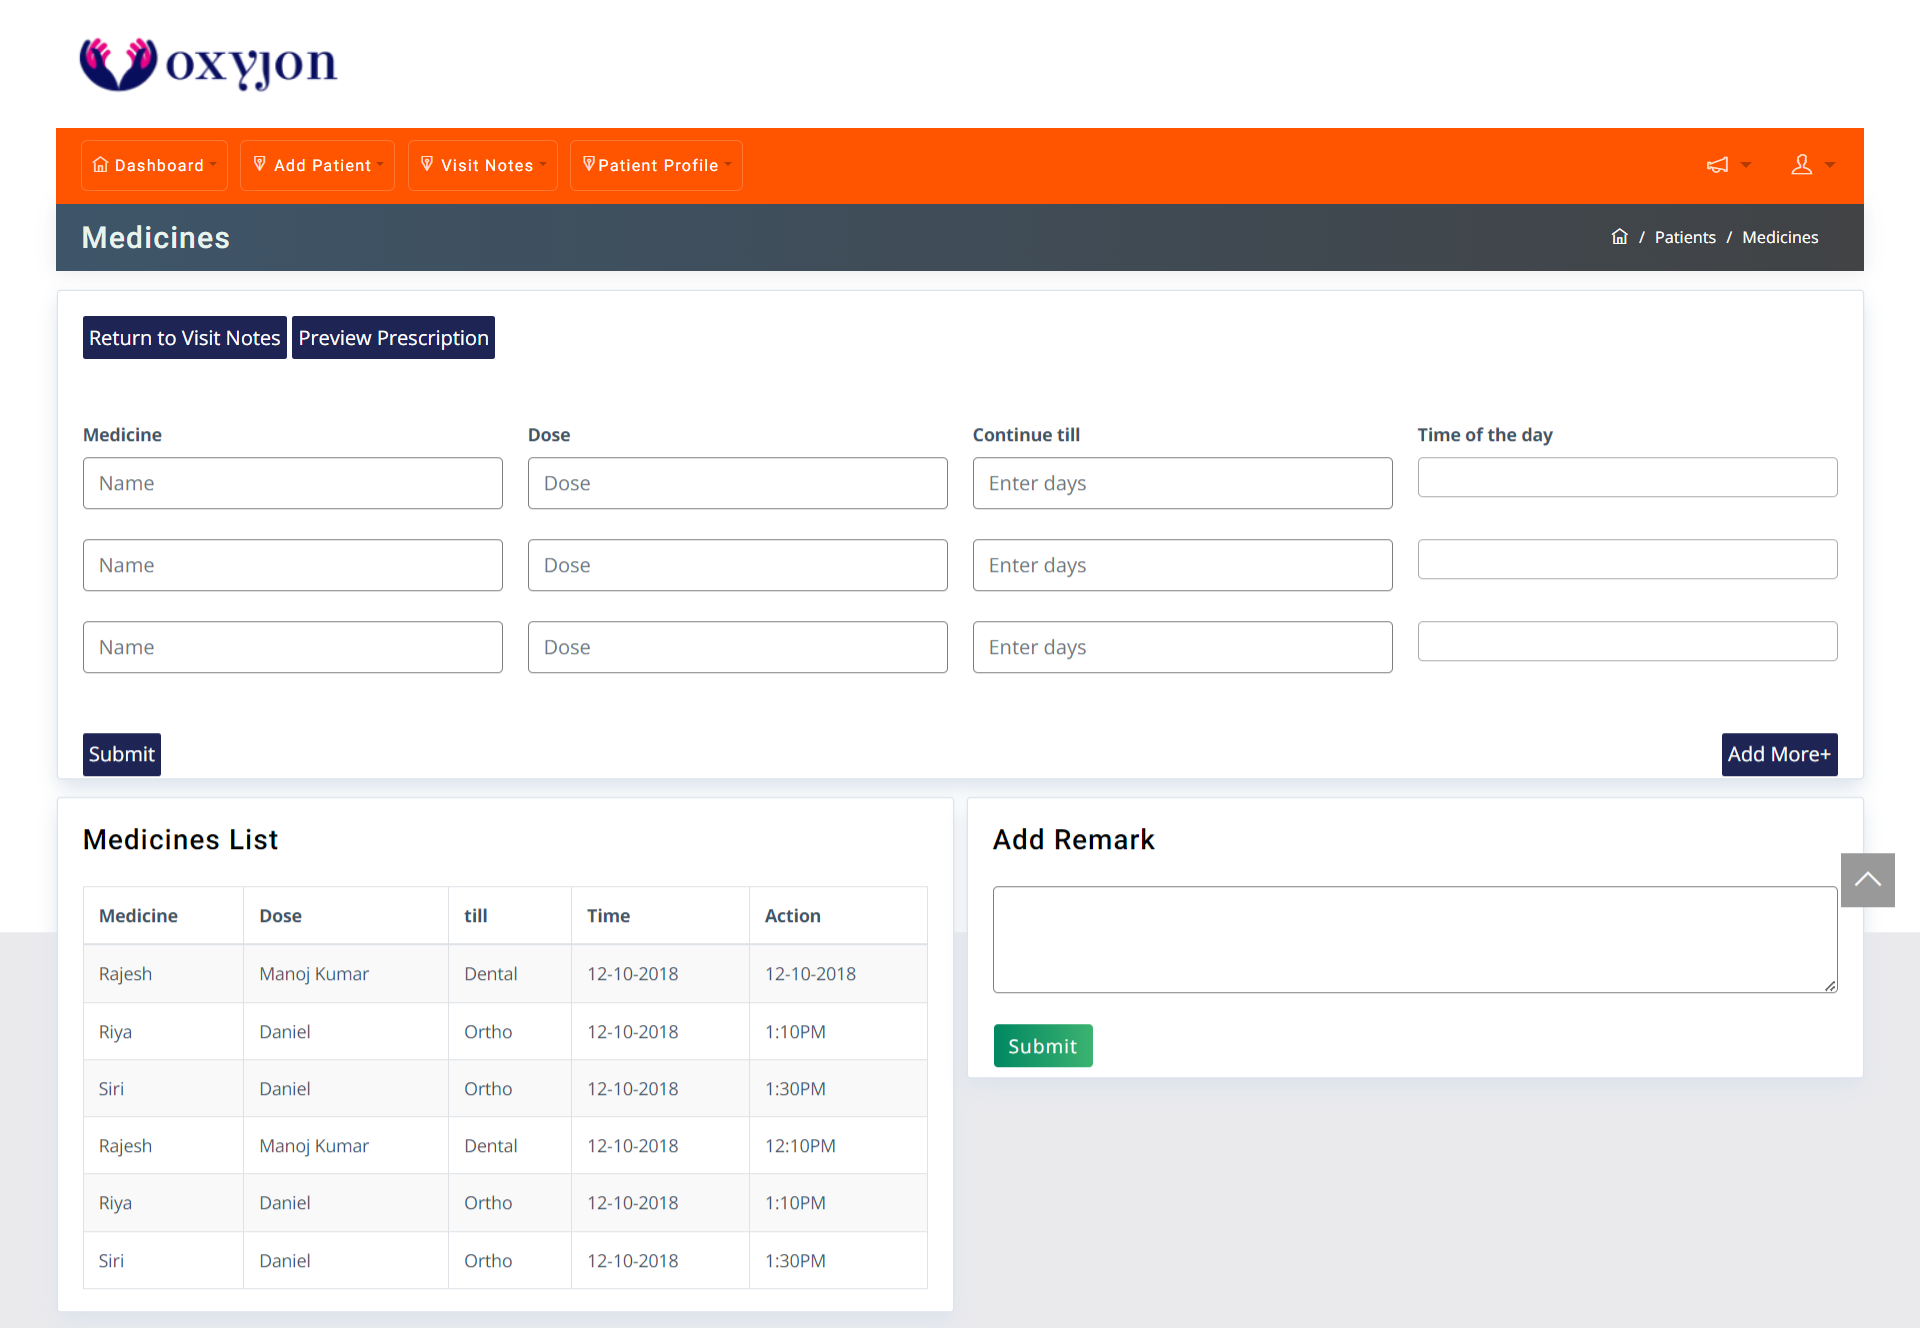 oxyjon
Dashboard Add Patient Visit Notes Patient Profile
Medicines / Patients / Medicines
Return to Visit Notes Preview Prescription
Medicine Dose Continue till Time of the day
Name Dose Enter days
Name Dose Enter days
Name Dose Enter days
Submit Add More+
Medicines List
Medicine Dose till Time Action
Rajesh Manoj Kumar Dental 12-10-2018 12-10-2018
Riya Daniel Ortho 12-10-2018 1:10PM
Siri Daniel Ortho 12-10-2018 1:30PM
Rajesh Manoj Kumar Dental 12-10-2018 12:10PM
Riya Daniel Ortho 12-10-2018 1:10PM
Siri Daniel Ortho 12-10-2018 1:30PM
Add Remark
Submit